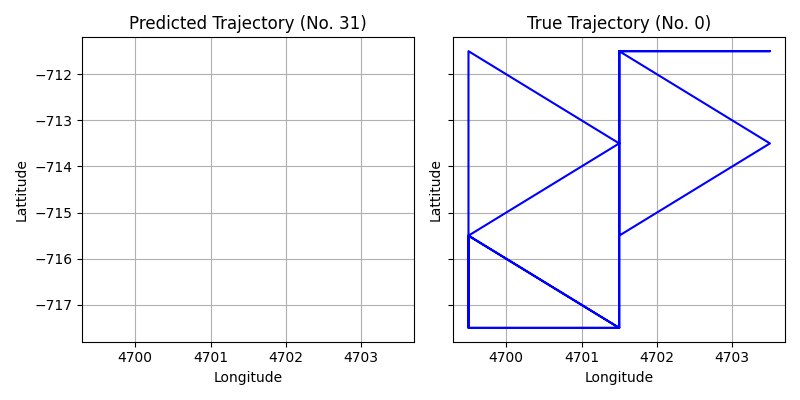 Predicted Trajectory (No. 31)
True Trajectory (No. 0)
Lattitude
−712
−713
−714
−715
−716
−717
4700
4701
4702
4703
Longitude
Lattitude
4700
4701
4702
4703
Longitude